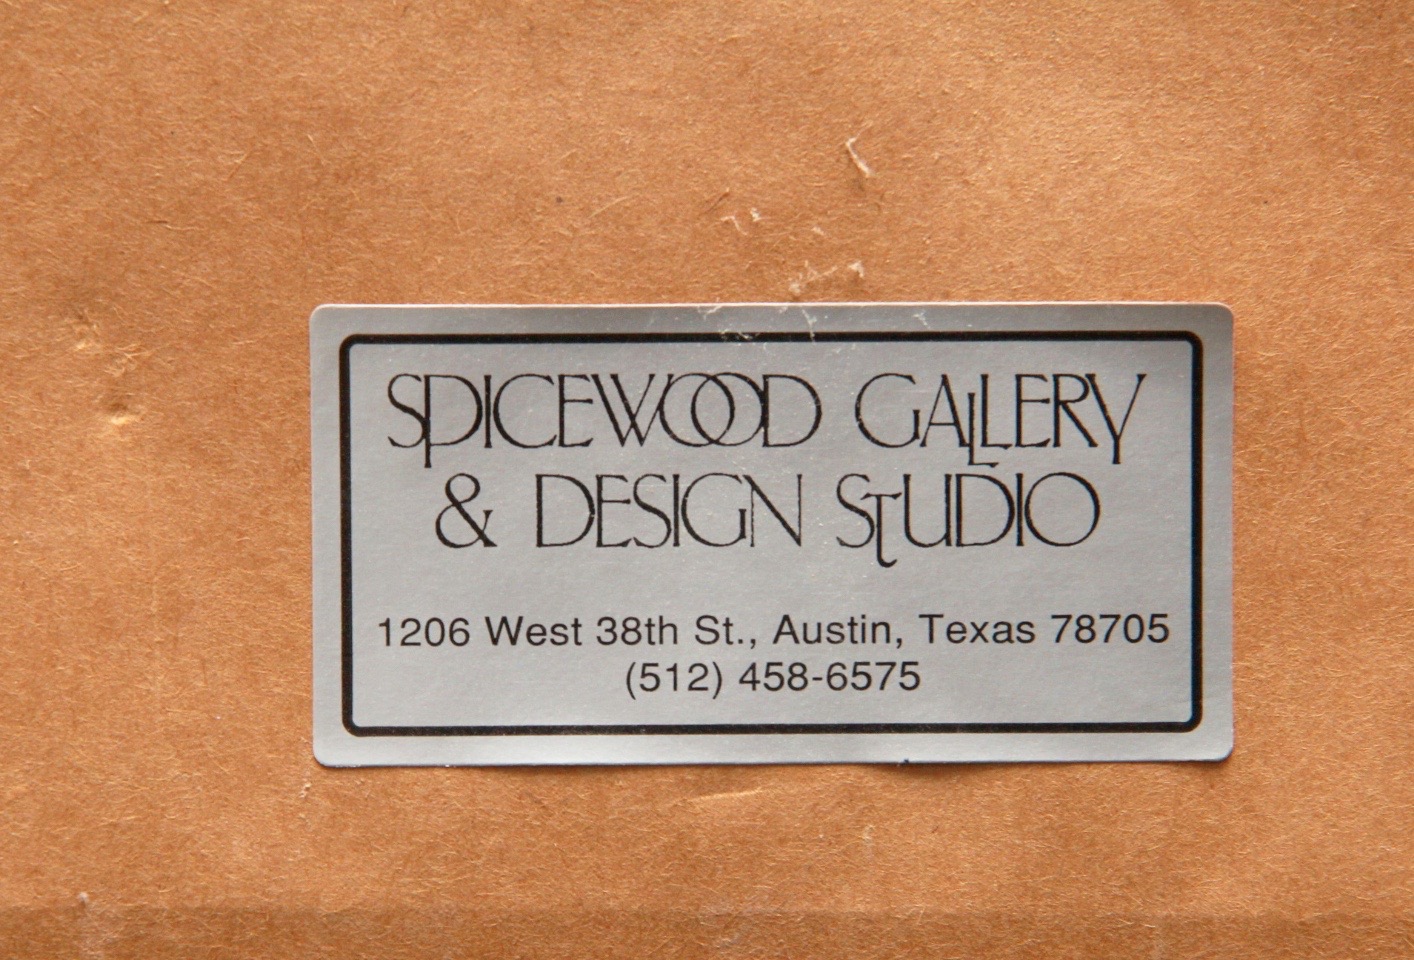 SPICEWOOD GALLERY
& DESIGN STUDIO
1206 West 38th St., Austin, Texas 78705
(512) 458-6575